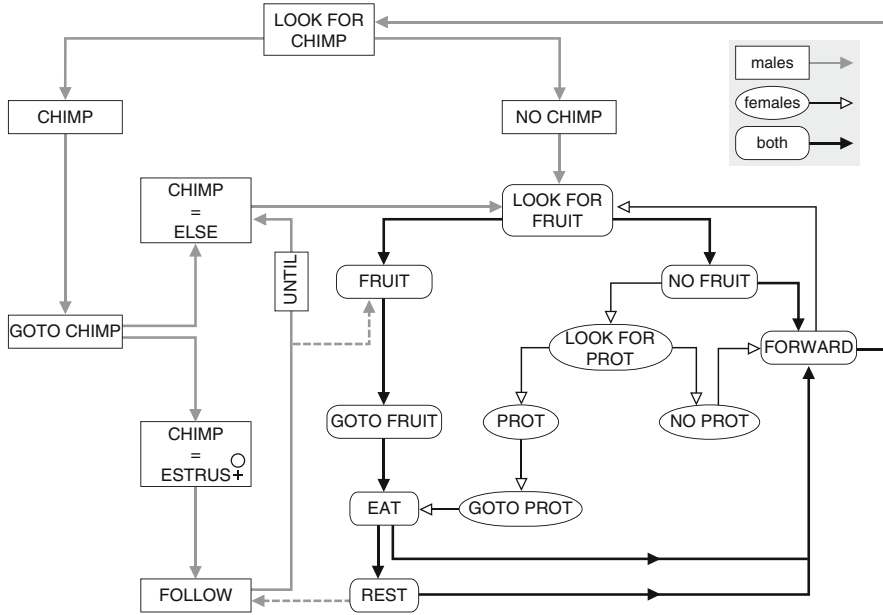 LOOK FOR
CHIMP
males
females
both
CHIMP
NO CHIMP
CHIMP
=
ELSE
LOOK FOR
FRUIT
UNTIL
FRUIT
NO FRUIT
GOTO CHIMP
LOOK FOR
PROT
FORWARD
CHIMP
=
ESTRUS♀
GOTO FRUIT
PROT
NO PROT
EAT
GOTO PROT
FOLLOW
REST